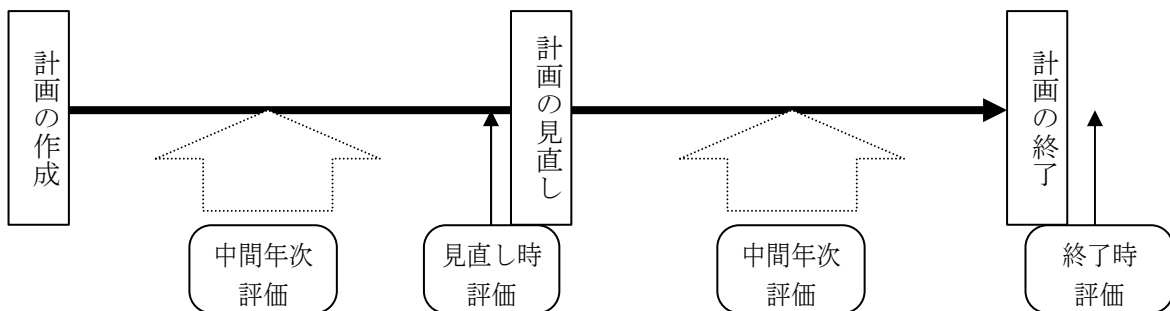 計画の作成
計画の見直し
計画の終了
中間年次
評価
見直し時
評価
中間年次
評価
終了時
評価